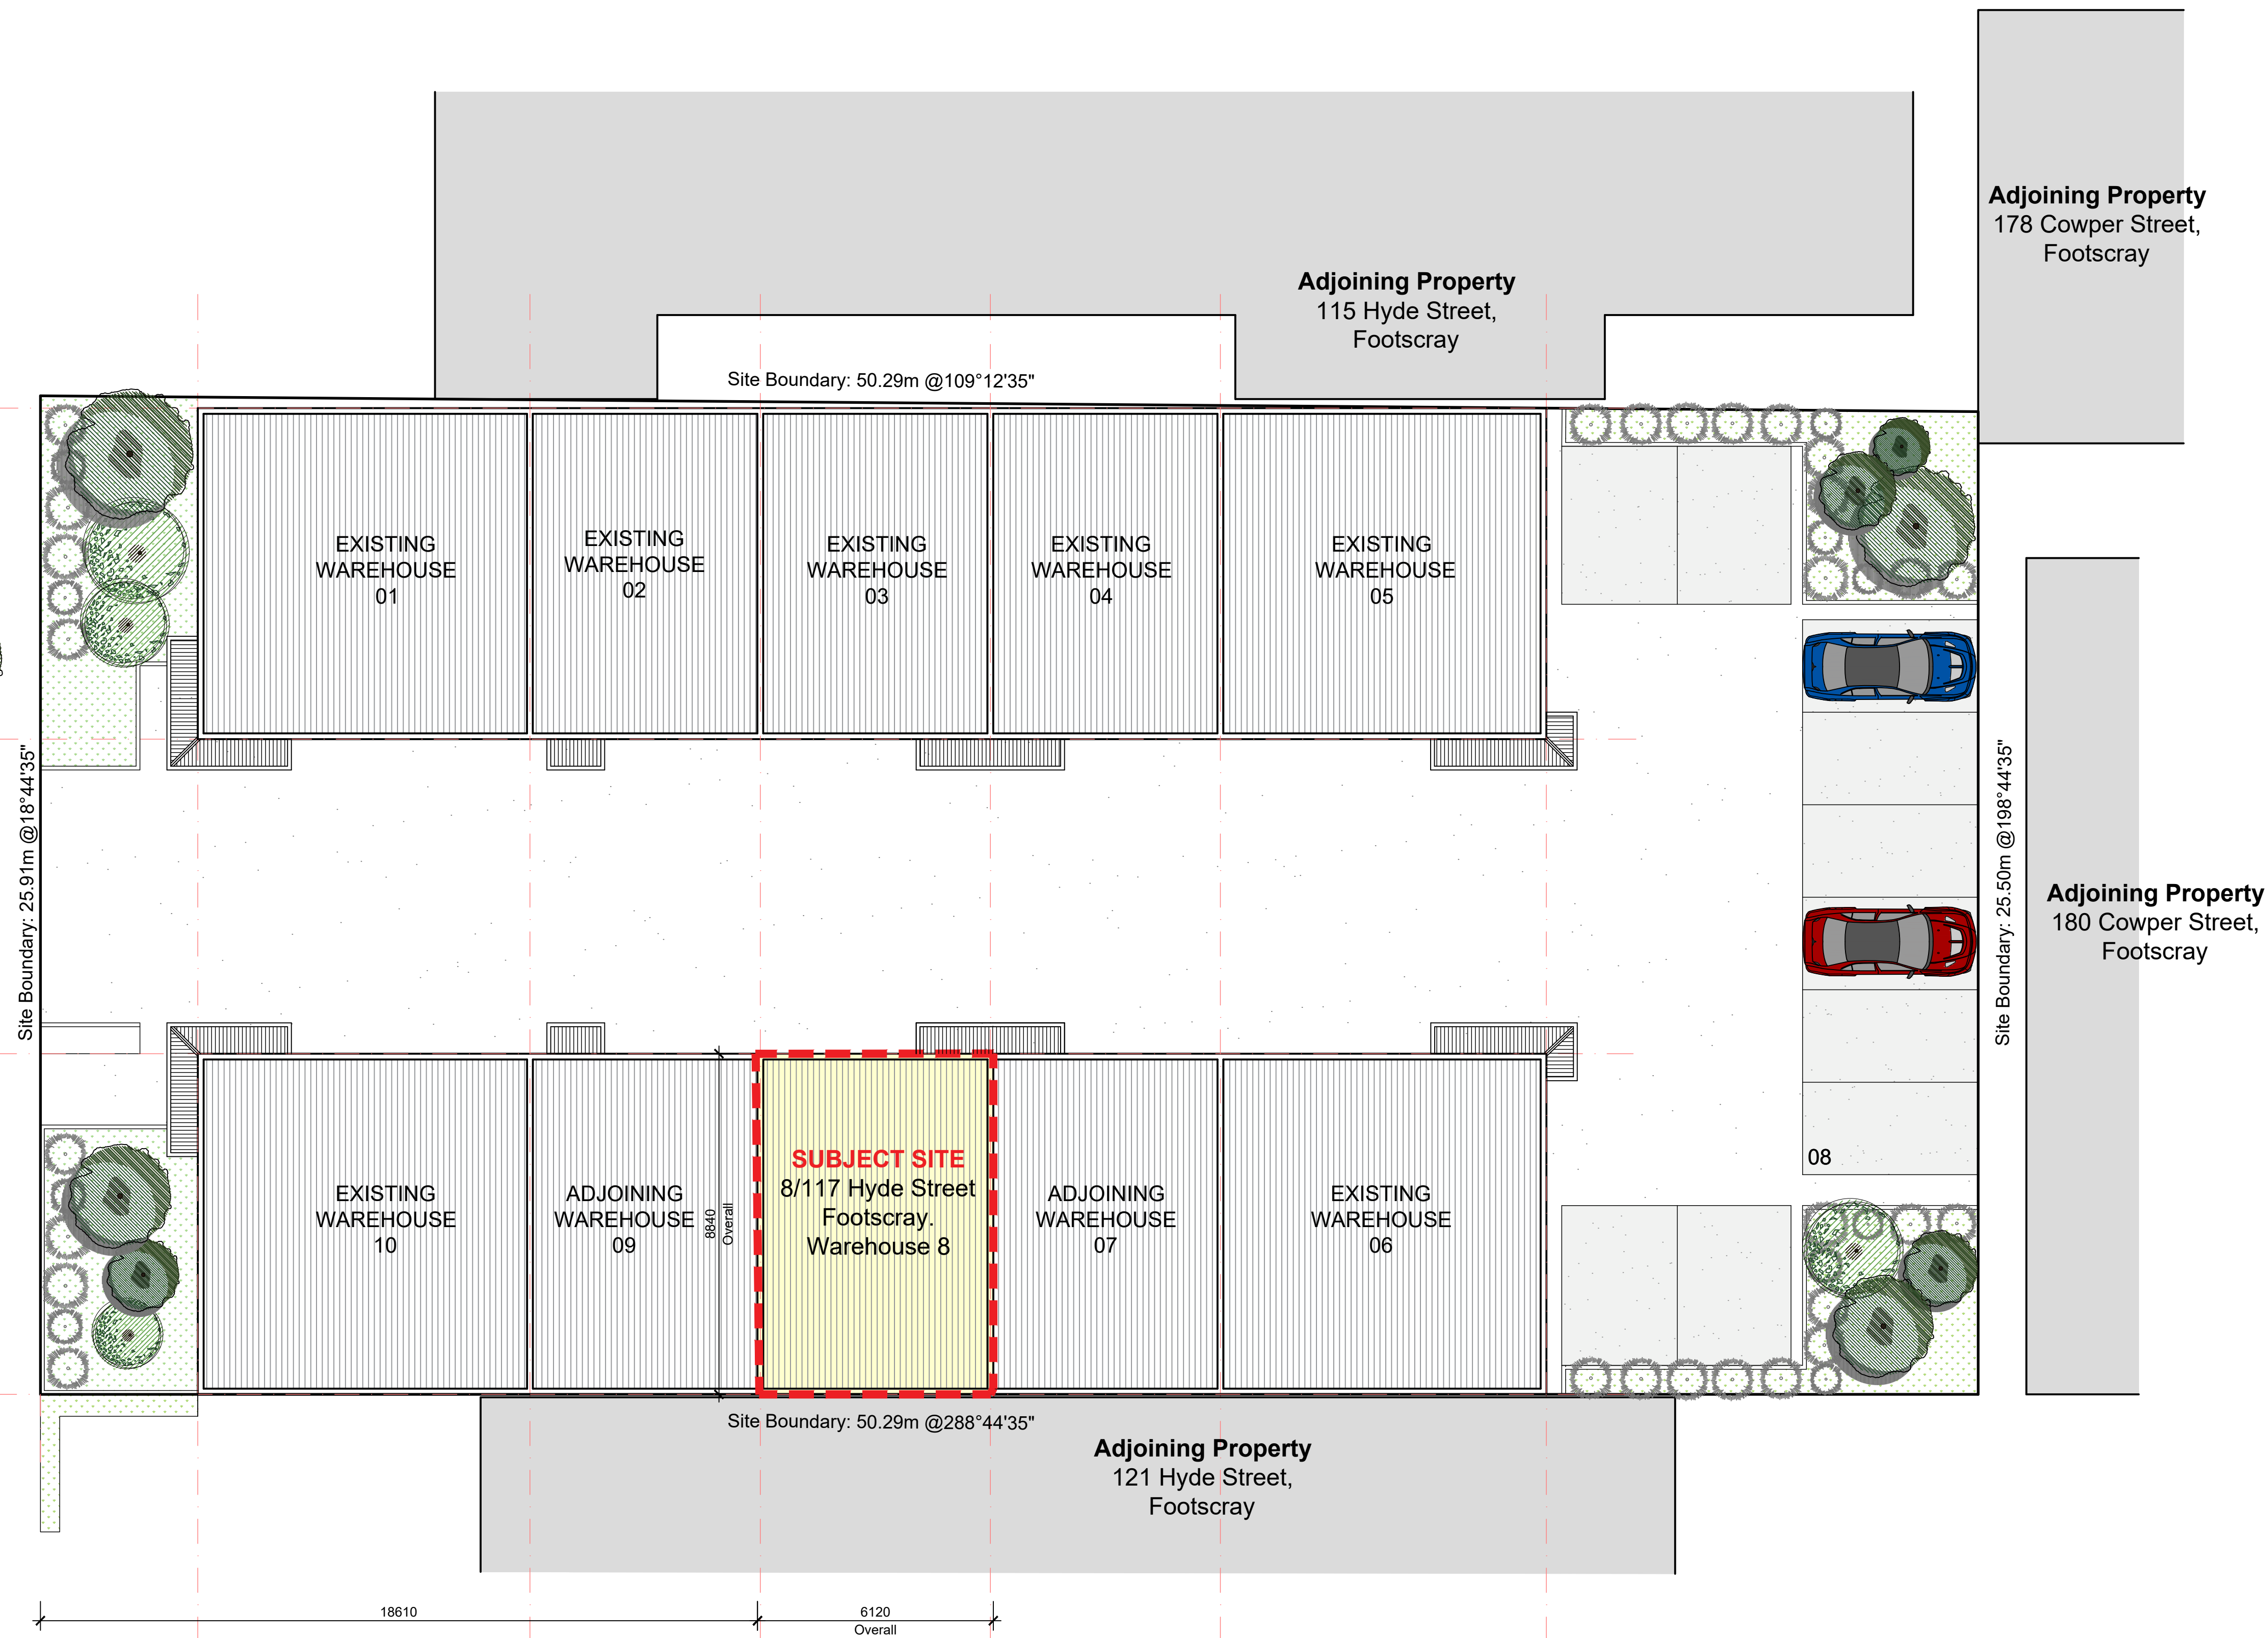 Adjoining Property
178 Cowper Street,
Footscray
Adjoining Property
115 Hyde Street,
Footscray
Site Boundary: 50.29m @109°12'35"
EXISTING
WAREHOUSE
01
EXISTING
WAREHOUSE
02
EXISTING
WAREHOUSE
03
EXISTING
WAREHOUSE
04
EXISTING
WAREHOUSE
05
Site Boundary: 25.91m @18°44'35"
Site Boundary: 25.50m @198°44'35"
Adjoining Property
180 Cowper Street,
Footscray
EXISTING
WAREHOUSE
10
ADJOINING
WAREHOUSE
09
8840
Overall
SUBJECT SITE
8/117 Hyde Street
Footscray.
Warehouse 8
ADJOINING
WAREHOUSE
07
EXISTING
WAREHOUSE
06
08
Site Boundary: 50.29m @288°44'35"
Adjoining Property
121 Hyde Street,
Footscray
18610
6120
Overall